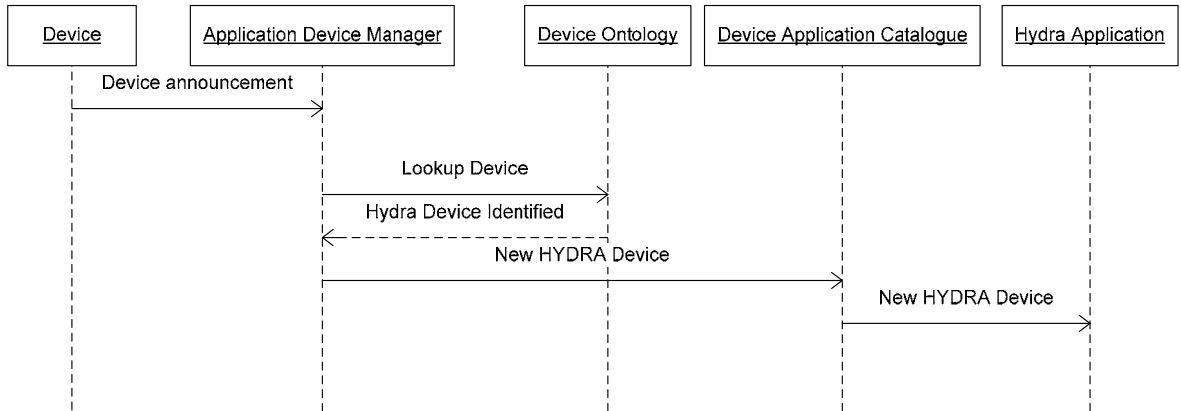 Device
Application Device Manager
Device Ontology
Device Application Catalogue
Hydra Application
Device announcement
Lookup Device
Hydra Device Identified
New HYDRA Device
New HYDRA Device